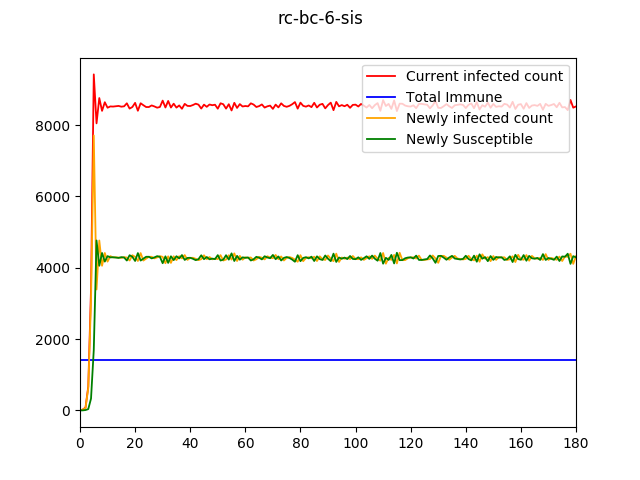 rc-bc-6-sis
Current infected count
Total Immune
Newly infected count
Newly Susceptible
8000
6000
4000
2000
0
0 20 40 60 80 100 120 140 160 180